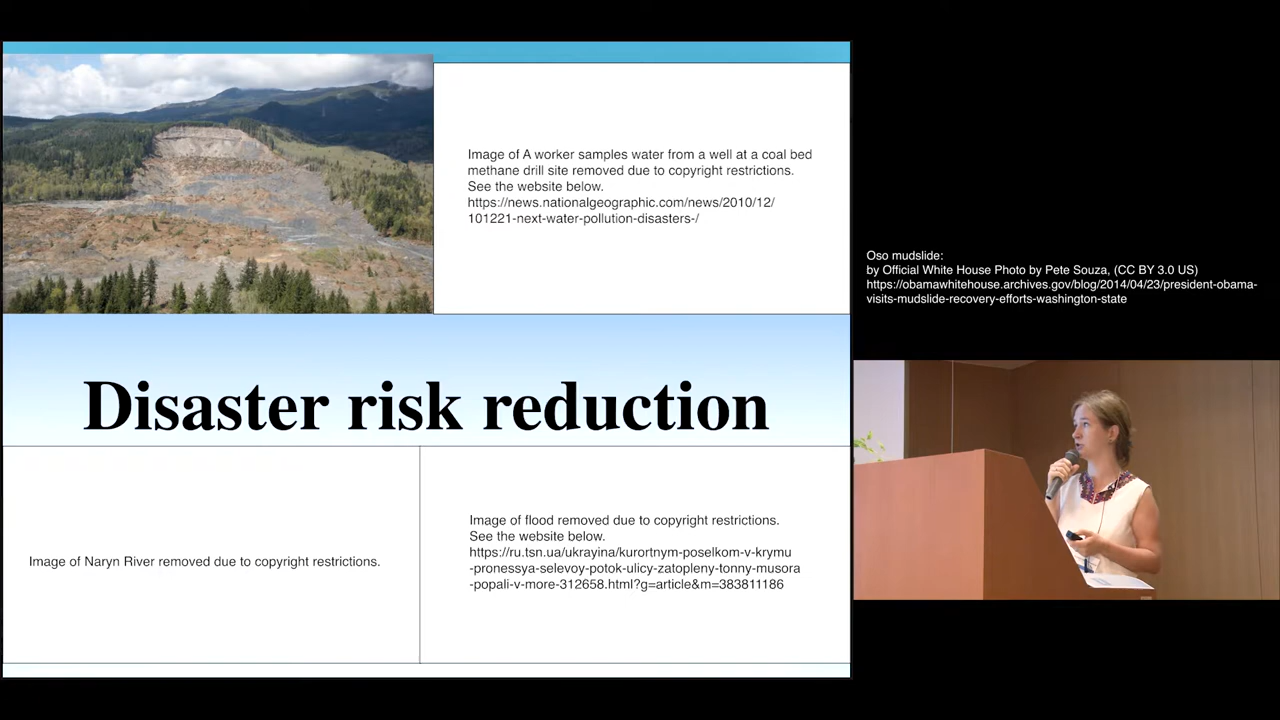 Image of A worker samples water from a well at a coal bed
methane drill site removed due to copyright restrictions.
See the website below.
https://news.nationalgeographic.com/news/2010/12/
101221-next-water-pollution-disasters-/
Oso mudslide:
by Official White House Photo by Pete Souza, (CC BY 3.0 US)
https://obamawhitehouse.archives.gov/blog/2014/04/23/president-obama-
visits-mudslide-recovery-efforts-washington-state
Disaster risk reduction
Image of Naryn River removed due to copyright restrictions.
Image of flood removed due to copyright restrictions.
See the website below.
https://ru.tsn.ua/ukrayina/kurortnym-poselkom-v-krymu
-pronessya-selevoy-potok-ulicy-zatopleny-tonny-musora
-popali-v-more-312658.html?g=article&m=383811186